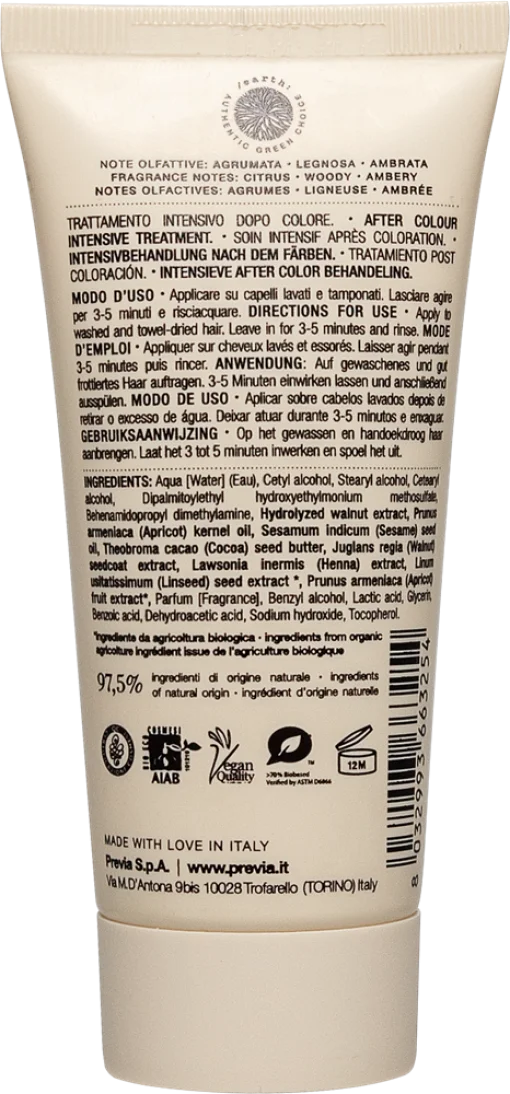 /earth:
AUTHENTIC GREEN CHOICE
NOTE OLFATTIVE: AGRUMATA • LEGNOSA • AMBRATA
FRAGRANCE NOTES: CITRUS • WOODY • AMBERY
NOTES OLFACTIVES: AGRUMES • LIGNEUSE • AMBRÉE
TRATTAMENTO INTENSIVO DOPO COLORE. • AFTER COLOUR
INTENSIVE TREATMENT. • SOIN INTENSIF APRÈS COLORATION. •
INTENSIVBEHANDLUNG NACH DEM FÄRBEN. • TRATAMIENTO POST
COLORACIÓN. • INTENSIEVE AFTER COLOR BEHANDELING.
MODO D'USO • Applicare su capelli lavati e tamponati. Lasciare agire
per 3-5 minuti e risciacquare. DIRECTIONS FOR USE • Apply to
washed and towel-dried hair. Leave in for 3-5 minutes and rinse. MODE
D'EMPLOI • Appliquer sur cheveux lavés et essorés. Laisser agir pendant
3-5 minutes puis rincer. ANWENDUNG: Auf gewaschenes und gut
frottiertes Haar auftragen. 3-5 Minuten einwirken lassen und anschließend
ausspülen. MODO DE USO • Aplicar sobre cabelos lavados depois de
retirar o excesso de água. Deixar atuar durante 3-5 minutos e enxaguar.
GEBRUIKSAANWIJZING • Op het gewassen en handoekdroog haar
aanbrengen. Laat het 3 tot 5 minuten inwerken en spoel het uit.
INGREDIENTS: Aqua [Water] (Eau), Cetyl alcohol, Stearyl alcohol, Cetearyl
alcohol, Dipalmitoylethyl hydroxyethylmonium methosulfate,
Behenamidopropyl dimethylamine, Hydrolyzed walnut extract, Prunus
armeniaca (Apricot) kernel oil, Sesamum indicum (Sesame) seed
oil, Theobroma cacao (Cocoa) seed butter, Juglans regia (Walnut)
seedcoat extract, Lawsonia inermis (Henna) extract, Linum
usitatissimum (Linseed) seed extract *, Prunus armeniaca (Apricot)
fruit extract*, Parfum [Fragrance], Benzyl alcohol, Lactic acid, Glycerin,
Benzoic acid, Dehydroacetic acid, Sodium hydroxide, Tocopherol.
*ingrediente da agricoltura biologica • ingredients from organic
agricolture ingrédient issue de l'agriculture biologique
97,5% ingredienti di origine naturale • ingredients
of natural origin • ingrédient d'origine naturelle
BIO ECO COSMESI
AIAB
Vegan
Quality
TM
>70% Biobased
Verified by ASTM D6866
12M
8 032993 663254
MADE WITH LOVE IN ITALY
Previa S.p.A. | www.previa.it
Via M.D'Antona 9bis 10028 Trofarello (TORINO) Italy